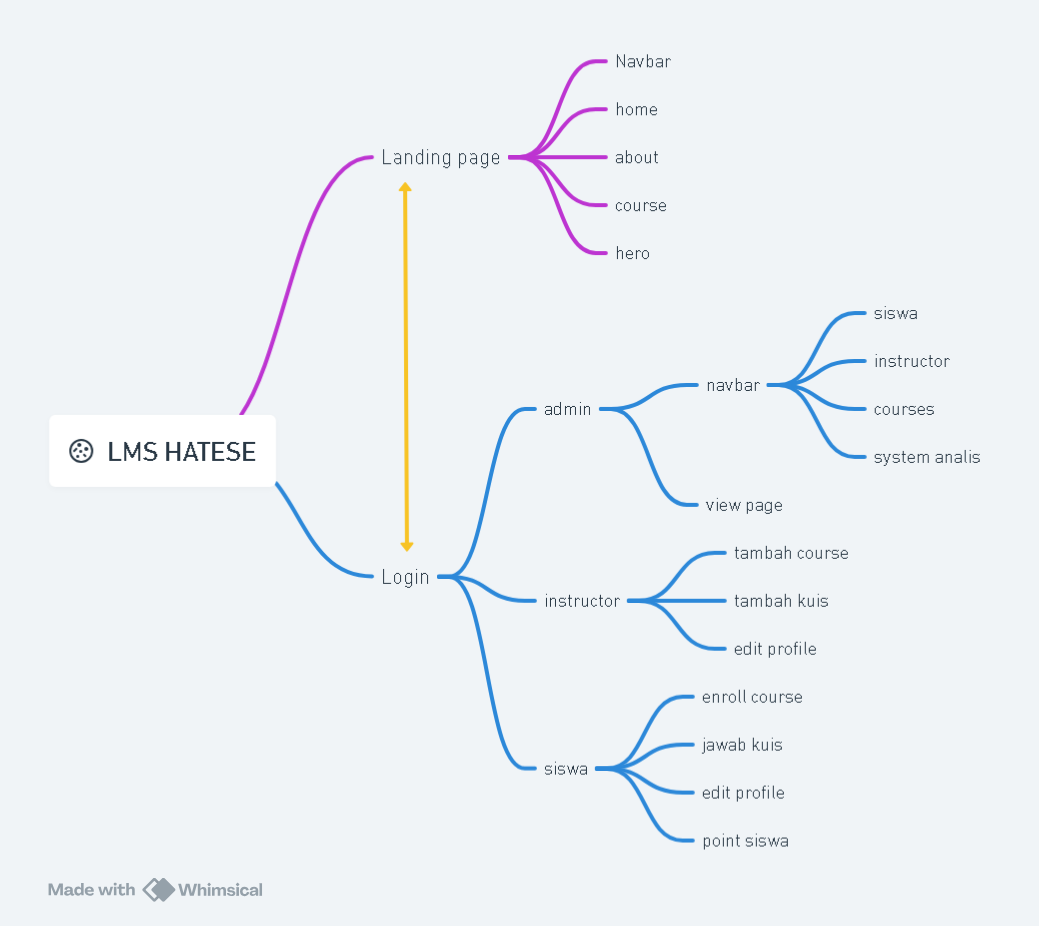 LMS HATESE
Landing page
Navbar
home
about
course
hero
Login
admin
navbar
siswa
instructor
courses
system analis
view page
instructor
tambah course
tambah kuis
edit profile
siswa
enroll course
jawab kuis
edit profile
point siswa
Made with Whimsical